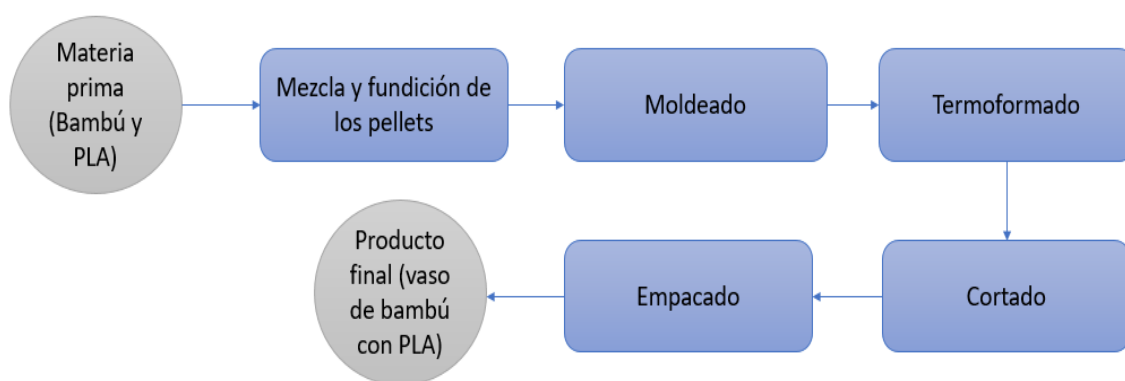 Materia
prima
(Bambú y
PLA)
Mezcla y fundición de
los pellets
Moldeado
Termoformado
Cortado
Empacado
Producto
final (vaso
de bambú
con PLA)